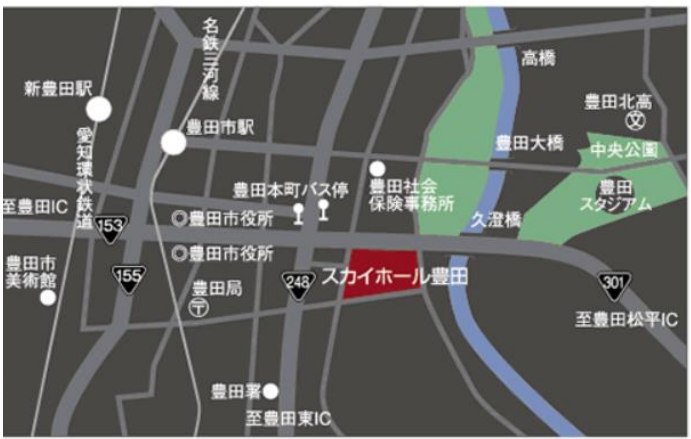 名鉄三河線
高橋
新豊田駅
豊田北高
文
豊田市駅
愛知環状鉄道
豊田大橋
中央公園
豊田本町バス停
豊田社会
保険事務所
豊田
スタジアム
至豊田IC
153
豊田市役所
久澄橋
豊田市役所
豊田市
美術館
155
豊田局
〒
248
スカイホール豊田
301
至豊田松平IC
豊田署
至豊田東IC